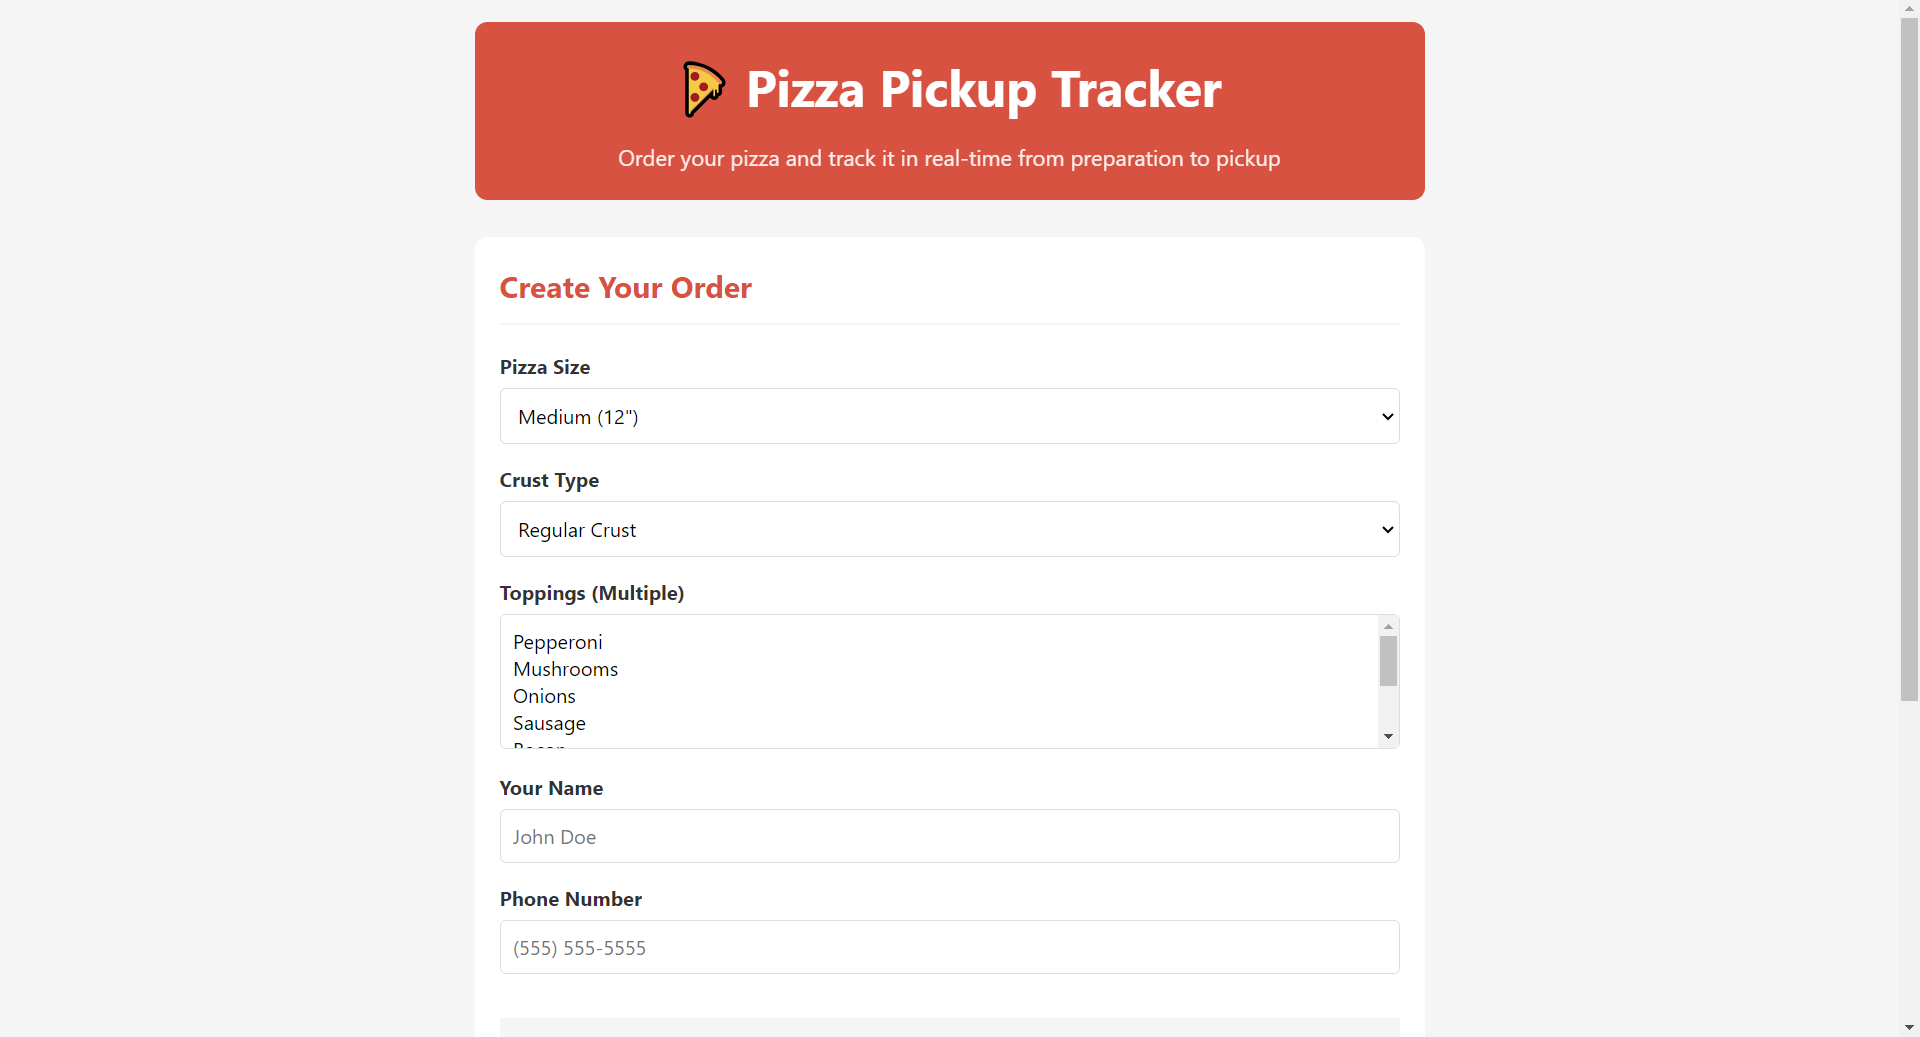 Pizza Pickup Tracker
Order your pizza and track it in real-time from preparation to pickup
Create Your Order
Pizza Size
Medium (12")
Crust Type
Regular Crust
Toppings (Multiple)
Pepperoni
Mushrooms
Onions
Sausage
Bacon
Your Name
John Doe
Phone Number
(555) 555-5555